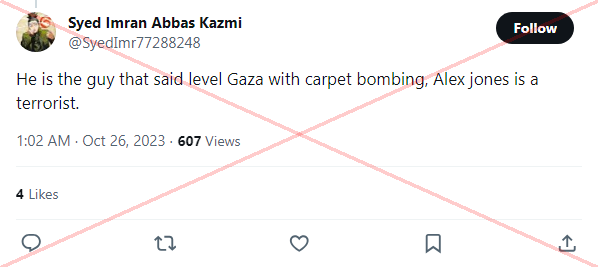 Syed Imran Abbas Kazmi
@SyedImr77288248
Follow
He is the guy that said level Gaza with carpet bombing, Alex jones is a
terrorist.
1:02 AM · Oct 26, 2023 · 607 Views
4 Likes